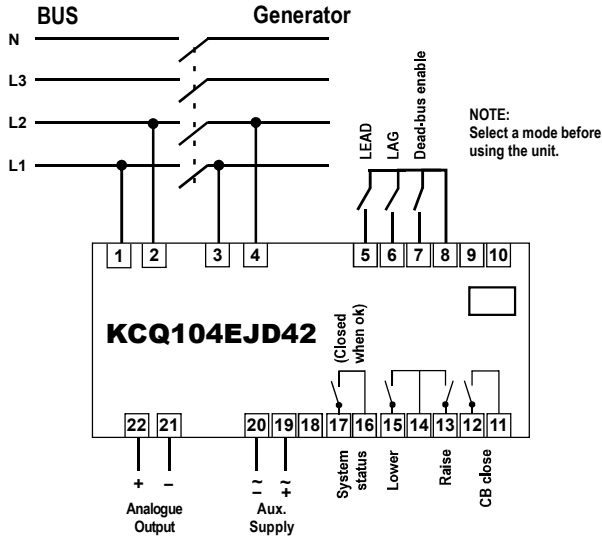 BUS Generator
N
L3
L2
L1
LEAD
LAG
Dead-bus enable
NOTE:
Select a mode before
using the unit.
1 2 3 4 5 6 7 8 9 10
KCQ104EJD42
(Closed
when ok)
22 21 20 19 18 17 16 15 14 13 12 11
+ – ~ – ~ +
Analogue
Output
Aux.
Supply
System
status
Lower
Raise
CB close